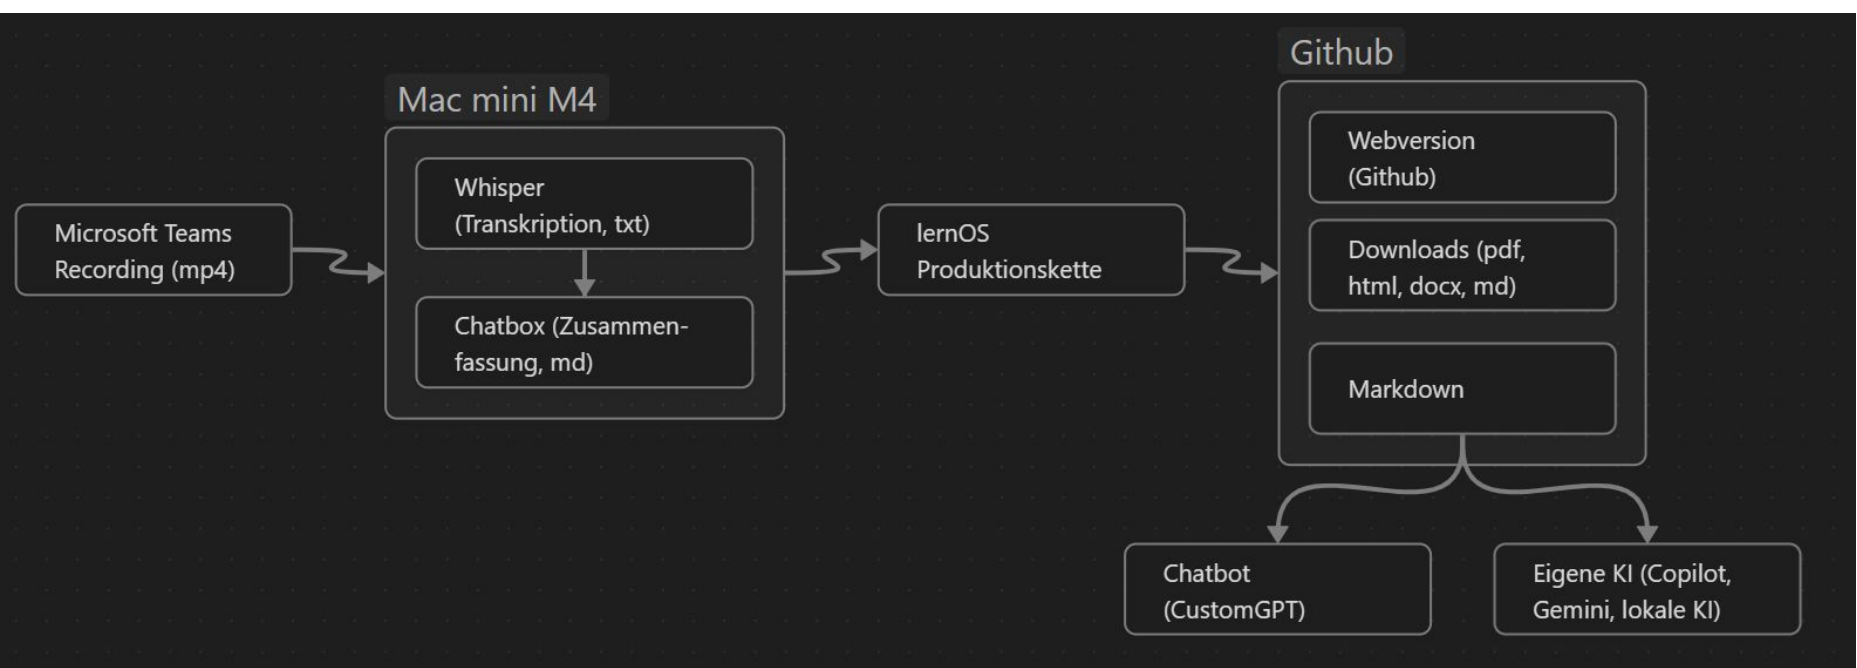 Microsoft Teams
Recording (mp4)
Mac mini M4
Whisper
(Transkription, txt)
Chatbox (Zusammen-
fassung, md)
lernOS
Produktionskette
Github
Webversion
(Github)
Downloads (pdf,
html, docx, md)
Markdown
Chatbot
(CustomGPT)
Eigene KI (Copilot,
Gemini, lokale KI)